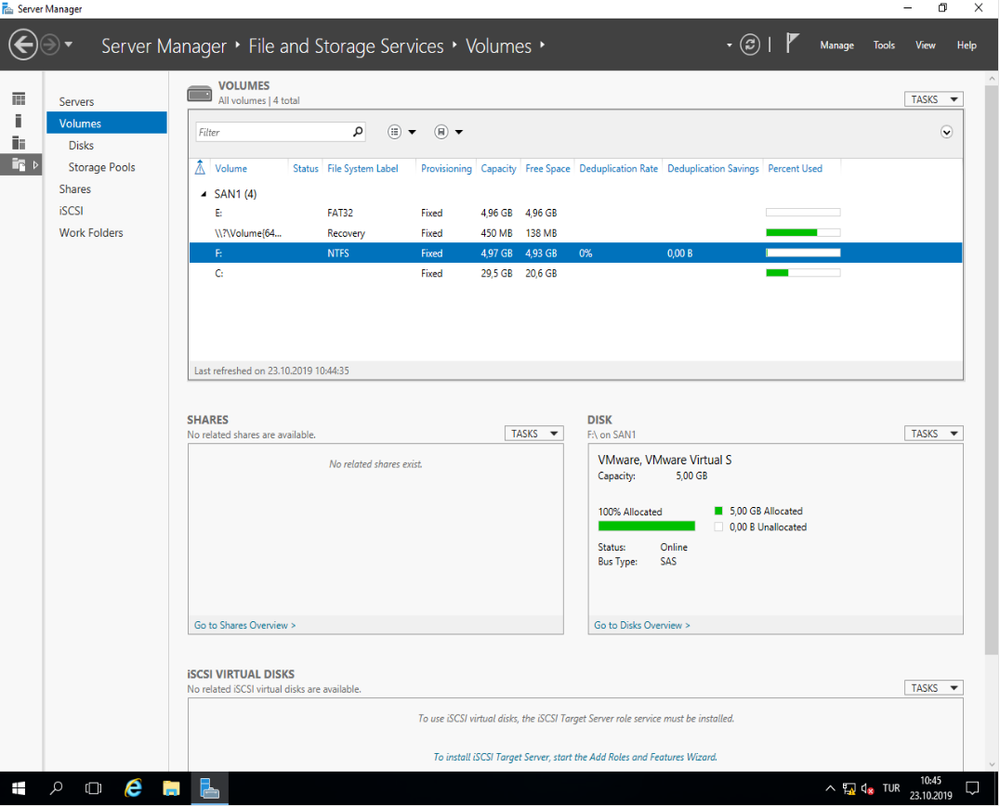 Server Manager
Server Manager ‣ File and Storage Services ‣ Volumes ‣
Manage Tools View Help
Servers
Volumes
Disks
Storage Pools
Shares
iSCSI
Work Folders
VOLUMES
All volumes | 4 total
TASKS
Filter
Volume Status File System Label Provisioning Capacity Free Space Deduplication Rate Deduplication Savings Percent Used
SAN1 (4)
E: FAT32 Fixed 4,96 GB 4,96 GB
\\?\Volume{64... Recovery Fixed 450 MB 138 MB
F: NTFS Fixed 4,97 GB 4,93 GB 0% 0,00 B
C: Fixed 29,5 GB 20,6 GB
Last refreshed on 23.10.2019 10:44:35
SHARES
No related shares are available.
TASKS
No related shares exist.
Go to Shares Overview >
DISK
F:\ on SAN1
TASKS
VMware, VMware Virtual S
Capacity: 5,00 GB
100% Allocated
5,00 GB Allocated
0,00 B Unallocated
Status: Online
Bus Type: SAS
Go to Disks Overview >
iSCSI VIRTUAL DISKS
No related iSCSI virtual disks are available.
TASKS
To use iSCSI virtual disks, the iSCSI Target Server role service must be installed.
To install iSCSI Target Server, start the Add Roles and Features Wizard.
TUR
10:45
23.10.2019